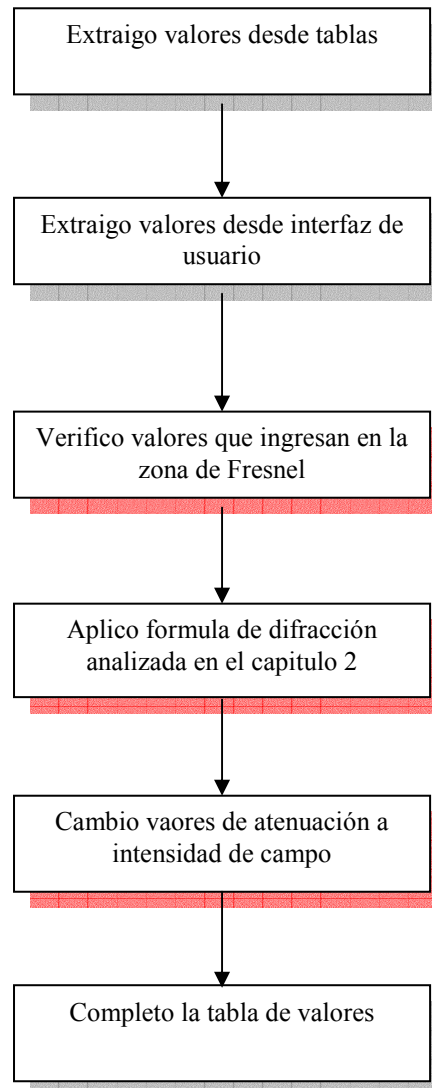 Extraigo valores desde tablas
Extraigo valores desde interfaz de
usuario
Verifico valores que ingresan en la
zona de Fresnel
Aplico formula de difracción
analizada en el capitulo 2
Cambio vaores de atenuación a
intensidad de campo
Completo la tabla de valores